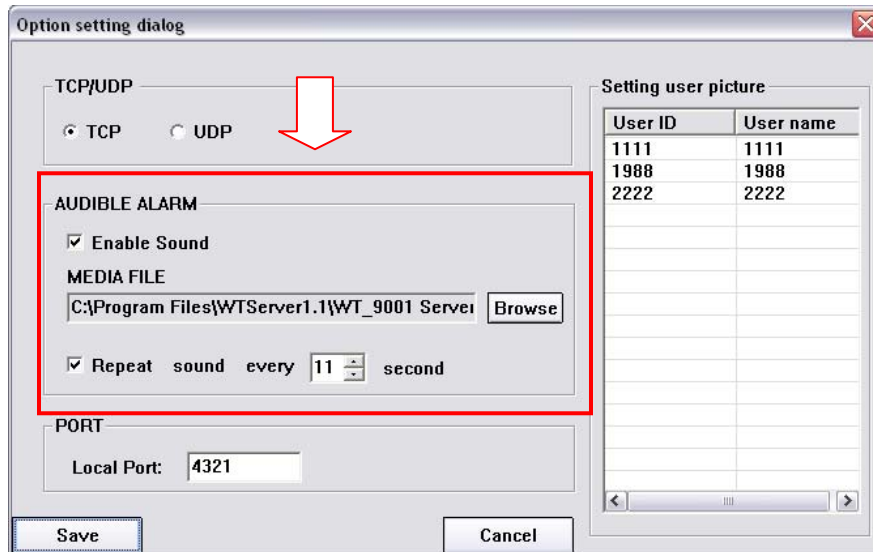 Option setting dialog
TCP/UDP
TCP UDP
AUDIBLE ALARM
Enable Sound
MEDIA FILE
C:\Program Files\WTServer1.1\WT_9001 Server Browse
Repeat sound every 11 second
PORT
Local Port: 4321
Save Cancel
Setting user picture
User ID User name
1111 1111
1988 1988
2222 2222